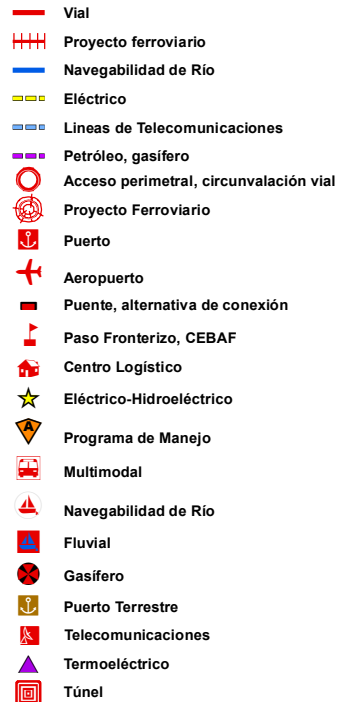 Vial
Proyecto ferroviario
Navegabilidad de Río
Eléctrico
Lineas de Telecomunicaciones
Petróleo, gasífero
Acceso perimetral, circunvalación vial
Proyecto Ferroviario
Puerto
Aeropuerto
Puente, alternativa de conexión
Paso Fronterizo, CEBAF
Centro Logístico
Eléctrico-Hidroeléctrico
A
Programa de Manejo
Multimodal
Navegabilidad de Río
Fluvial
Gasífero
Puerto Terrestre
Telecomunicaciones
Termoeléctrico
Túnel